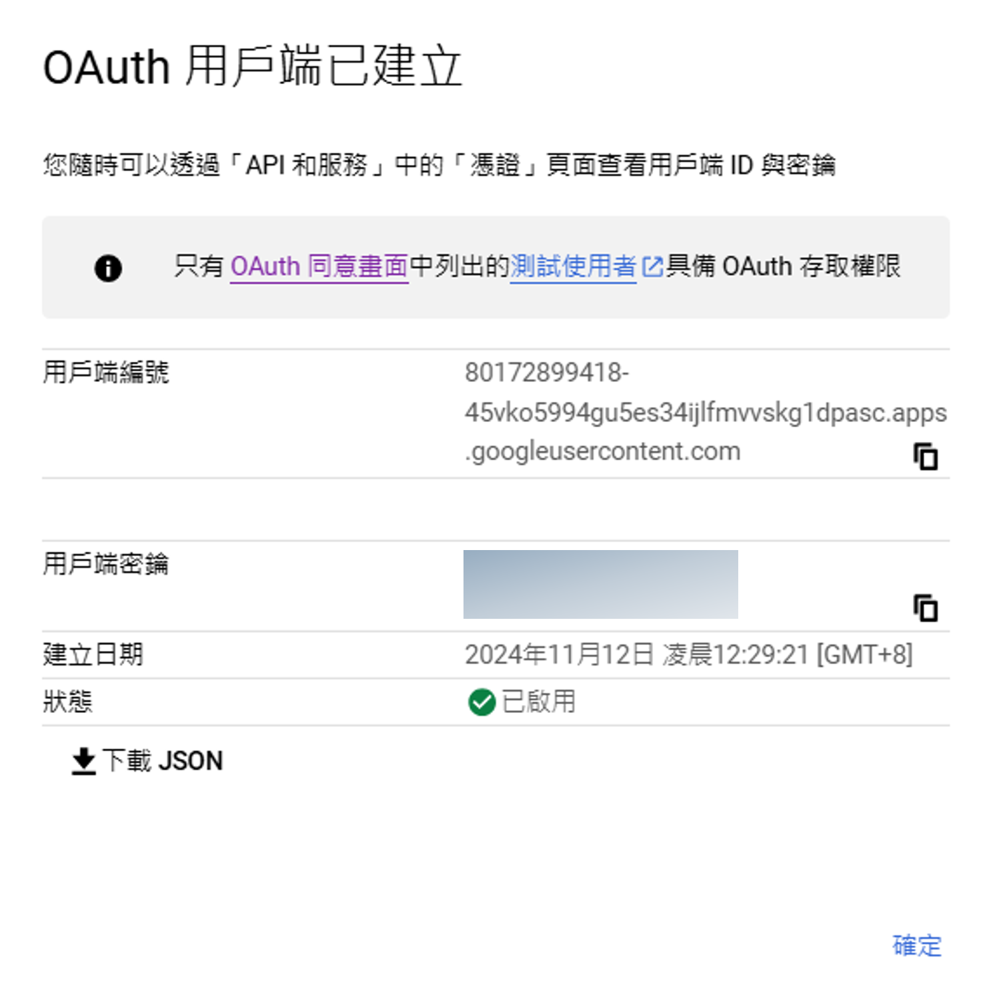 OAuth 用戶端已建立
您隨時可以透過「API 和服務」中的「憑證」頁面查看用戶端 ID 與密鑰
只有 OAuth 同意畫面中列出的測試使用者具備 OAuth 存取權限
用戶端編號
80172899418-
45vko5994gu5es34ijlfmvvskg1dpasc.apps
.googleusercontent.com
用戶端密鑰
建立日期 2024年11月12日 凌晨12:29:21 [GMT+8]
狀態 已啟用
下載 JSON
確定